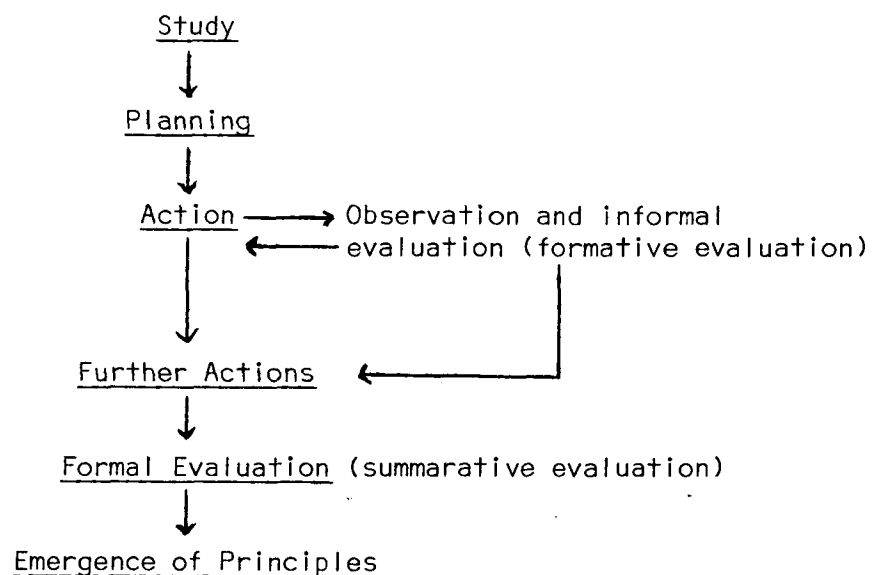 Study
Planning
Action
Observation and informal
evaluation (formative evaluation)
Further Actions
Formal Evaluation (summarative evaluation)
Emergence of Principles